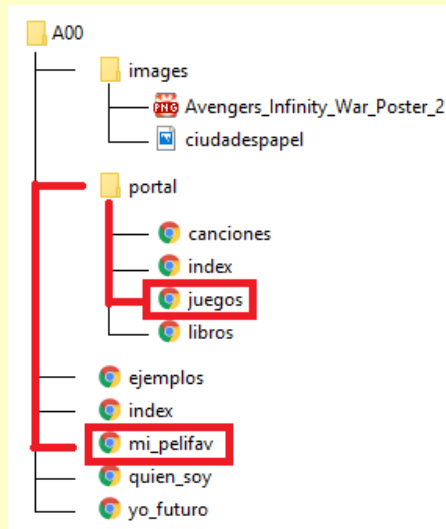 A00
images
PNG Avengers_Infinity_War_Poster_2
ciudadespapel
portal
canciones
index
juegos
libros
ejemplos
index
mi_pelifav
quien_soy
yo_futuro